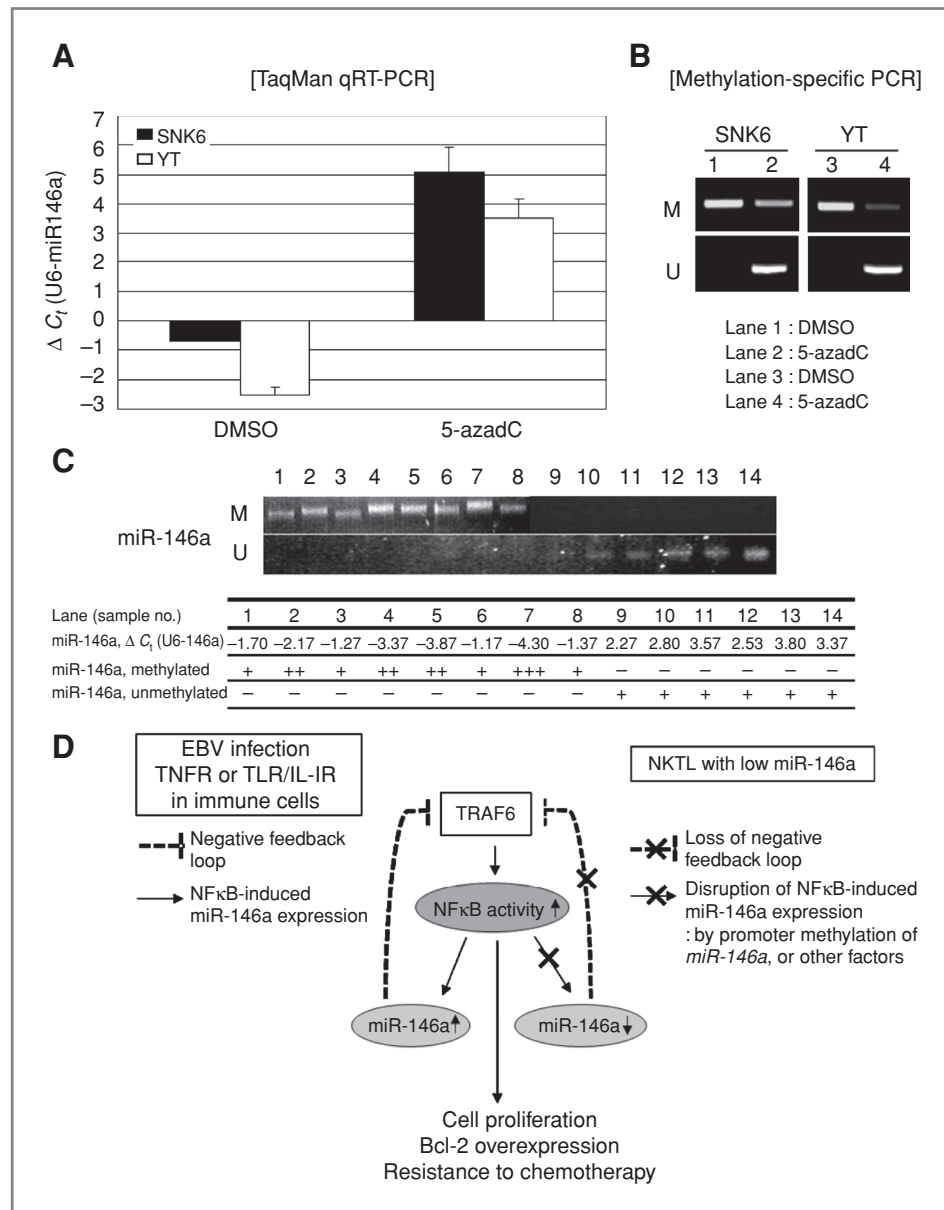 A
[TaqMan qRT-PCR]
Δ Ct (U6-miR146a)
7
6
5
4
3
2
1
0
–1
–2
–3
SNK6
YT
DMSO
5-azadC
B
[Methylation-specific PCR]
SNK6 YT
1 2 3 4
M
U
Lane 1 : DMSO
Lane 2 : 5-azadC
Lane 3 : DMSO
Lane 4 : 5-azadC
C
1 2 3 4 5 6 7 8 9 10 11 12 13 14
miR-146a
M
U
Lane (sample no.) 1 2 3 4 5 6 7 8 9 10 11 12 13 14
miR-146a, Δ Ct (U6-146a) –1.70 –2.17 –1.27 –3.37 –3.87 –1.17 –4.30 –1.37 2.27 2.80 3.57 2.53 3.80 3.37
miR-146a, methylated + ++ + ++ ++ + +++ + – – – – – –
miR-146a, unmethylated – – – – – – – – + + + + + +
D
EBV infection
TNFR or TLR/IL-IR
in immune cells
Negative feedback
loop
NFκB-induced
miR-146a expression
TRAF6
NFκB activity ↑
miR-146a↑
miR-146a↓
Cell proliferation
Bcl-2 overexpression
Resistance to chemotherapy
NKTL with low miR-146a
Loss of negative
feedback loop
Disruption of NFκB-induced
miR-146a expression
: by promoter methylation of
miR-146a, or other factors